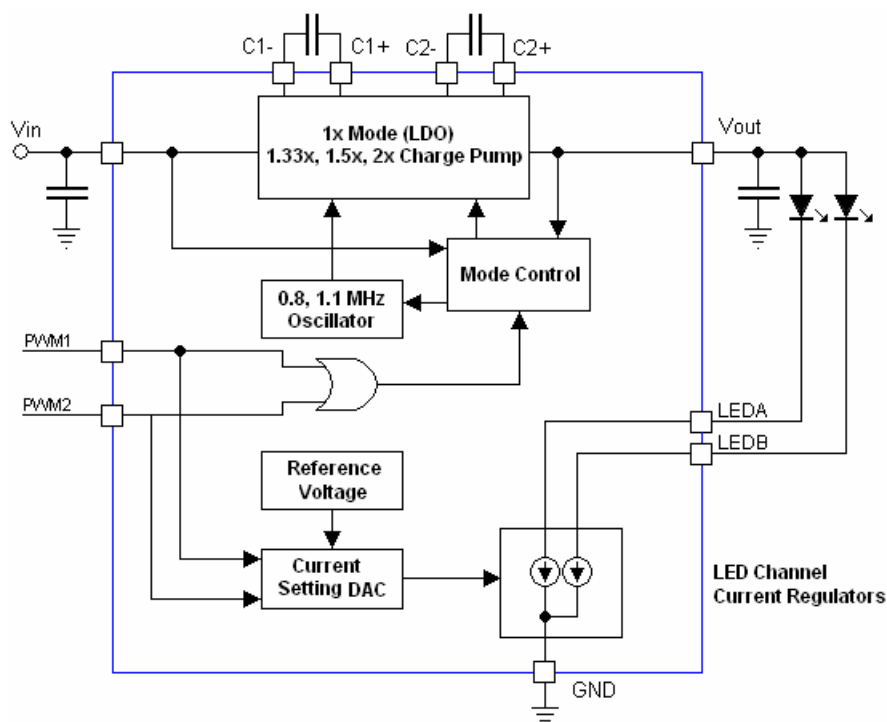 C1-
C1+
C2-
C2+
Vin
1x Mode (LDO)
1.33x, 1.5x, 2x Charge Pump
Vout
Mode Control
0.8, 1.1 MHz
Oscillator
PWM1
PWM2
LEDA
LEDB
Reference
Voltage
Current
Setting DAC
LED Channel
Current Regulators
GND